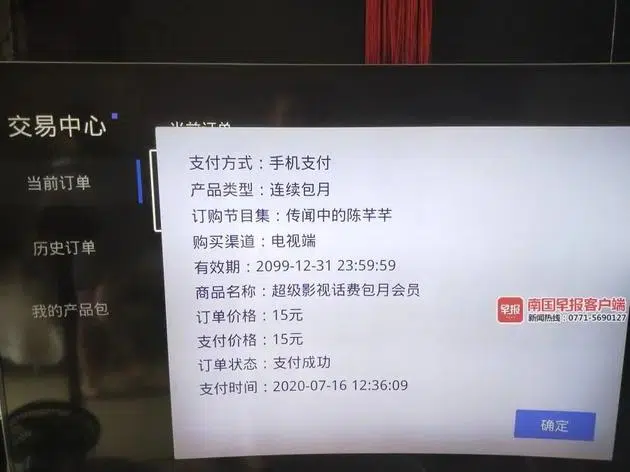 交易中心
当前订单
当前订单
历史订单
我的产品包
支付方式：手机支付
产品类型：连续包月
订购节目集：传闻中的陈芊芊
购买渠道：电视端
有效期：2099-12-31 23:59:59
商品名称：超级影视话费包月会员
订单价格：15元
支付价格：15元
订单状态：支付成功
支付时间：2020-07-16 12:36:09
确定
早报
南国早报客户端
新闻热线：0771-5690127